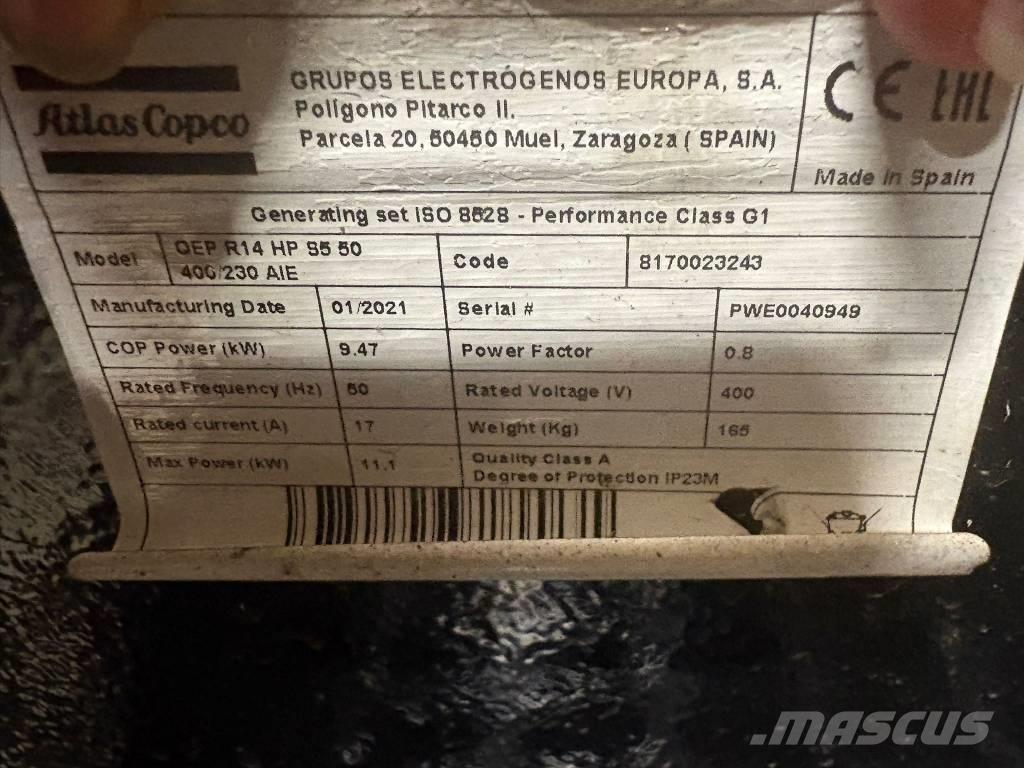 Atlas Copco
GRUPOS ELECTRÓGENOS EUROPA, S.A.
Polígono Pitarco II.
Parcela 20, 50450 Muel, Zaragoza ( SPAIN)
CE EAC
Made in Spain
Generating set ISO 8528 - Performance Class G1
Model QEP R14 HP S5 50
400/230 AIE
Code 8170023243
Manufacturing Date 01/2021 Serial # PWE0040949
COP Power (kW) 9.47 Power Factor 0.8
Rated Frequency (Hz) 50 Rated Voltage (V) 400
Rated current (A) 17 Weight (Kg) 165
Max Power (kW) 11.1 Quality Class A
Degree of Protection IP23M
.MASCUS